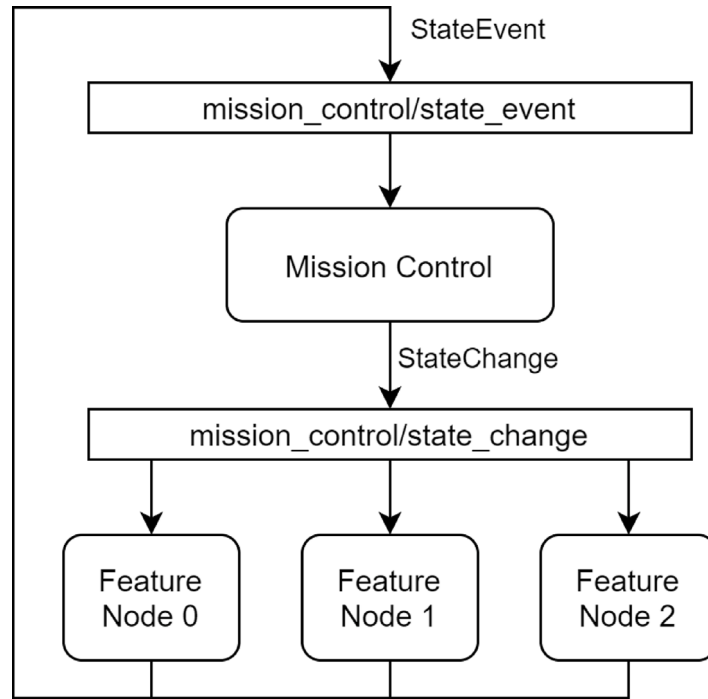 StateEvent
mission_control/state_event
Mission Control
StateChange
mission_control/state_change
Feature
Node 0
Feature
Node 1
Feature
Node 2